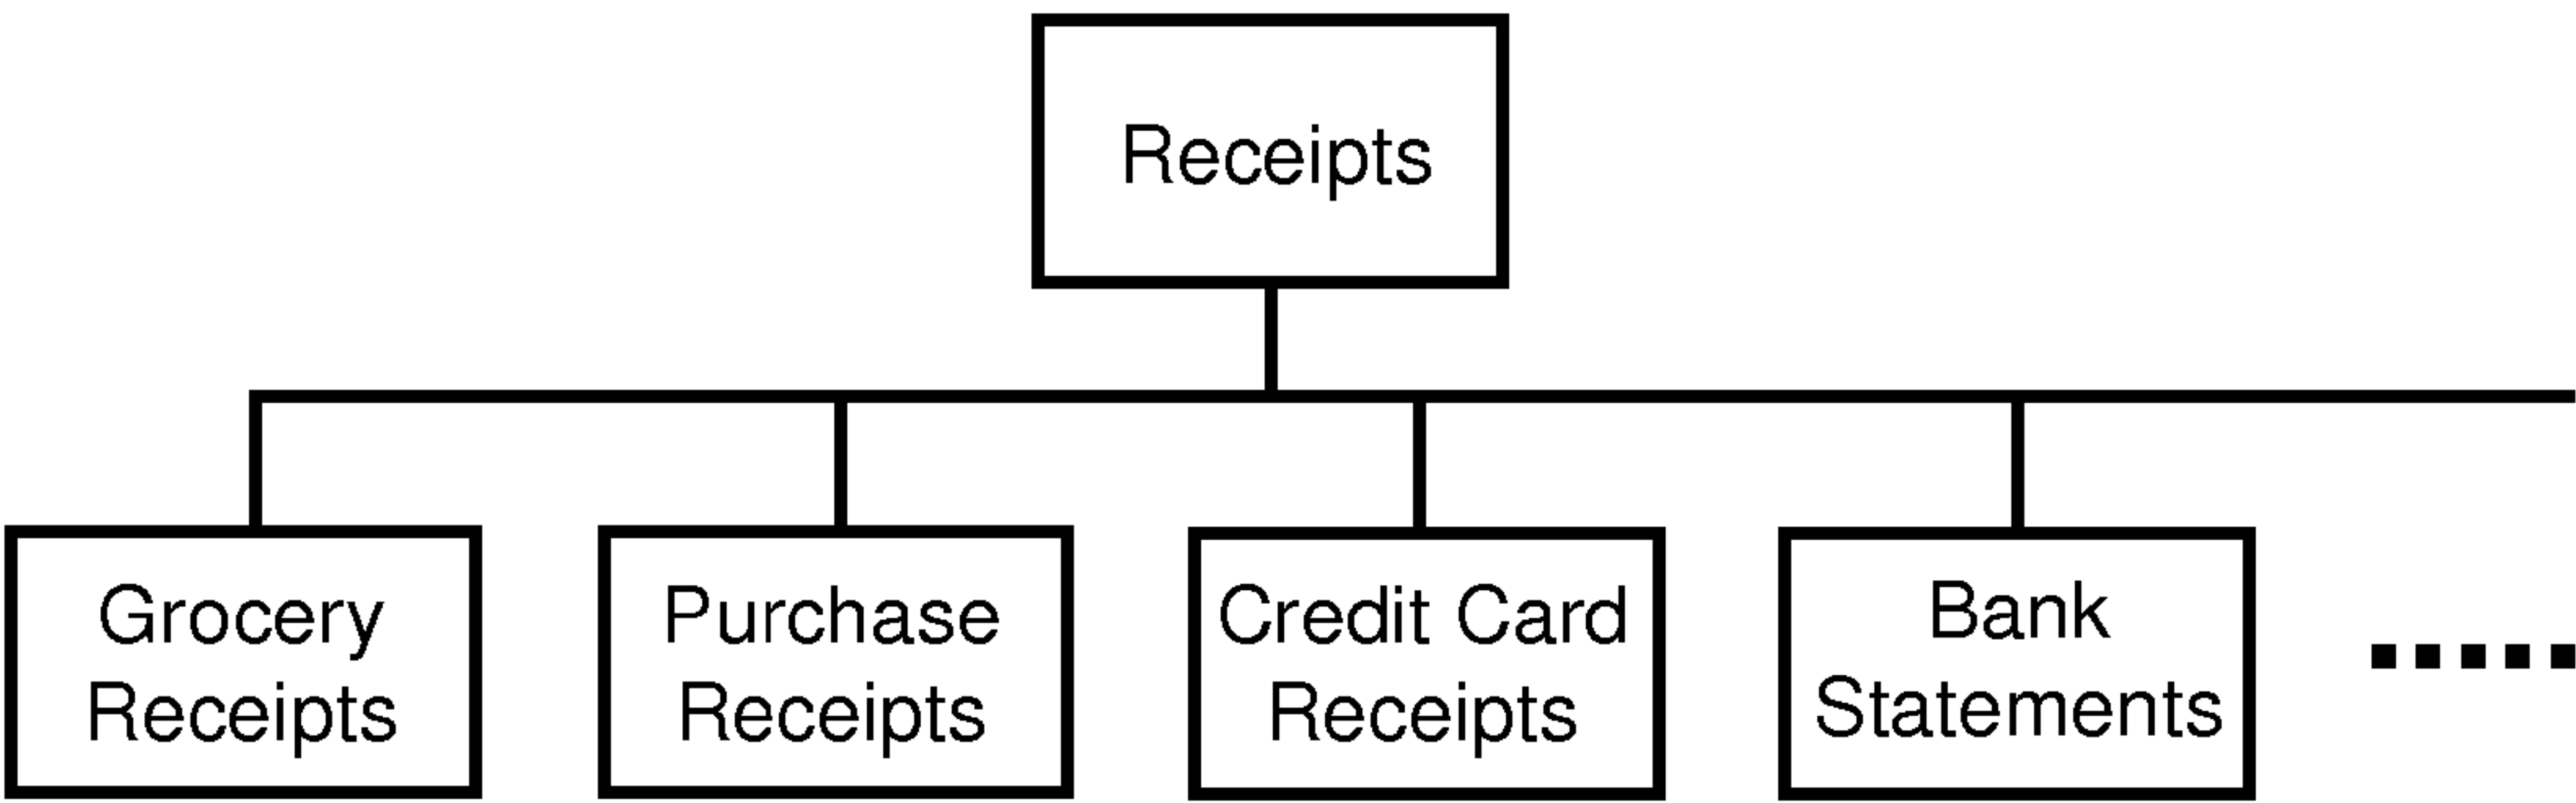 Receipts
Grocery
Receipts
Purchase
Receipts
Credit Card
Receipts
Bank
Statements